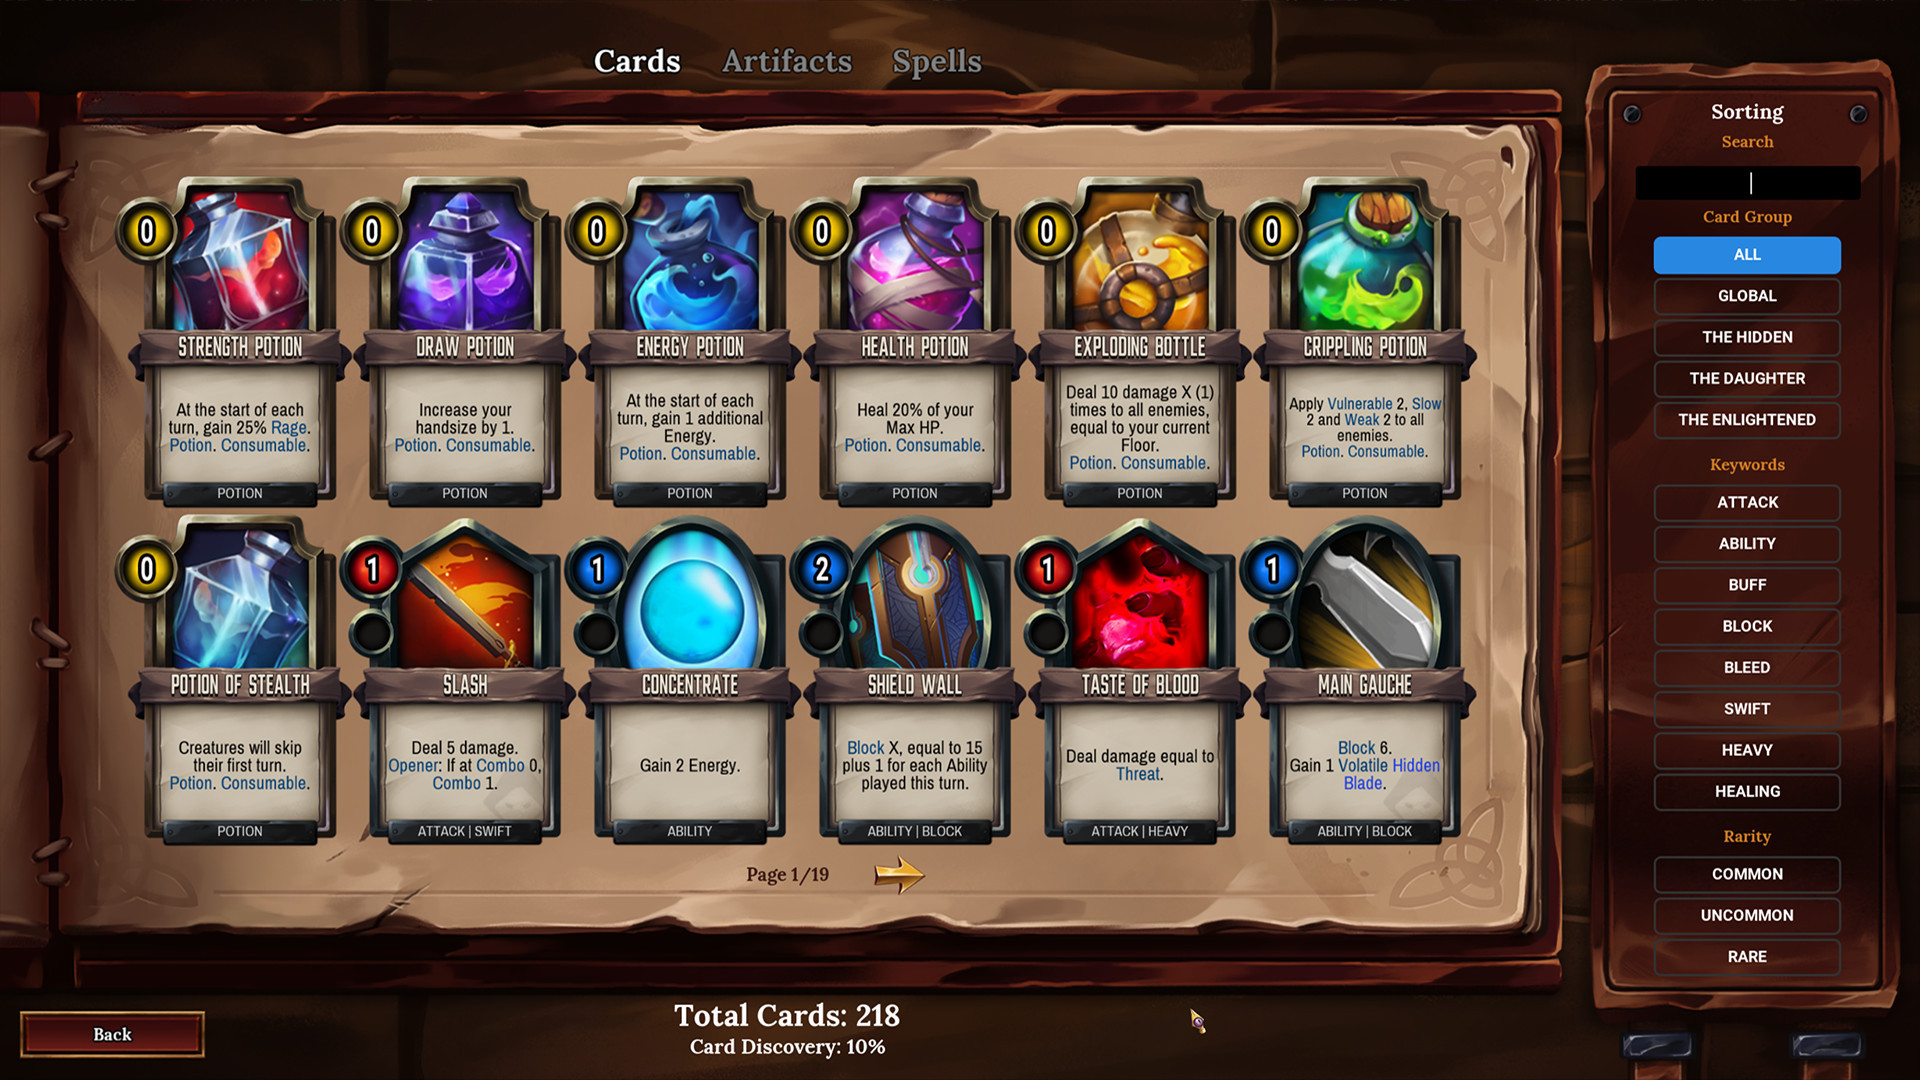 Cards Artifacts Spells
0 0 0 0 0 0
STRENGTH POTION DRAW POTION ENERGY POTION HEALTH POTION EXPLODING BOTTLE CRIPPLING POTION
At the start of each
turn, gain 25% Rage.
Potion. Consumable.
POTION
Increase your
handsize by 1.
Potion. Consumable.
POTION
At the start of each
turn, gain 1 additional
Energy.
Potion. Consumable.
POTION
Heal 20% of your
Max HP.
Potion. Consumable.
POTION
Deal 10 damage X (1)
times to all enemies,
equal to your current
Floor.
Potion. Consumable.
POTION
Apply Vulnerable 2, Slow
2 and Weak 2 to all
enemies.
Potion. Consumable.
POTION
0 1 1 2 1 1
POTION OF STEALTH SLASH CONCENTRATE SHIELD WALL TASTE OF BLOOD MAIN GAUCHE
Creatures will skip
their first turn.
Potion. Consumable.
POTION
Deal 5 damage.
Opener: If at Combo 0,
Combo 1.
ATTACK | SWIFT
Gain 2 Energy.
ABILITY
Block X, equal to 15
plus 1 for each Ability
played this turn.
ABILITY | BLOCK
Deal damage equal to
Threat.
ATTACK | HEAVY
Block 6.
Gain 1 Volatile Hidden
Blade.
ABILITY | BLOCK
Page 1/19
Total Cards: 218
Card Discovery: 10%
Back
Sorting
Search
Card Group
ALL
GLOBAL
THE HIDDEN
THE DAUGHTER
THE ENLIGHTENED
Keywords
ATTACK
ABILITY
BUFF
BLOCK
BLEED
SWIFT
HEAVY
HEALING
Rarity
COMMON
UNCOMMON
RARE